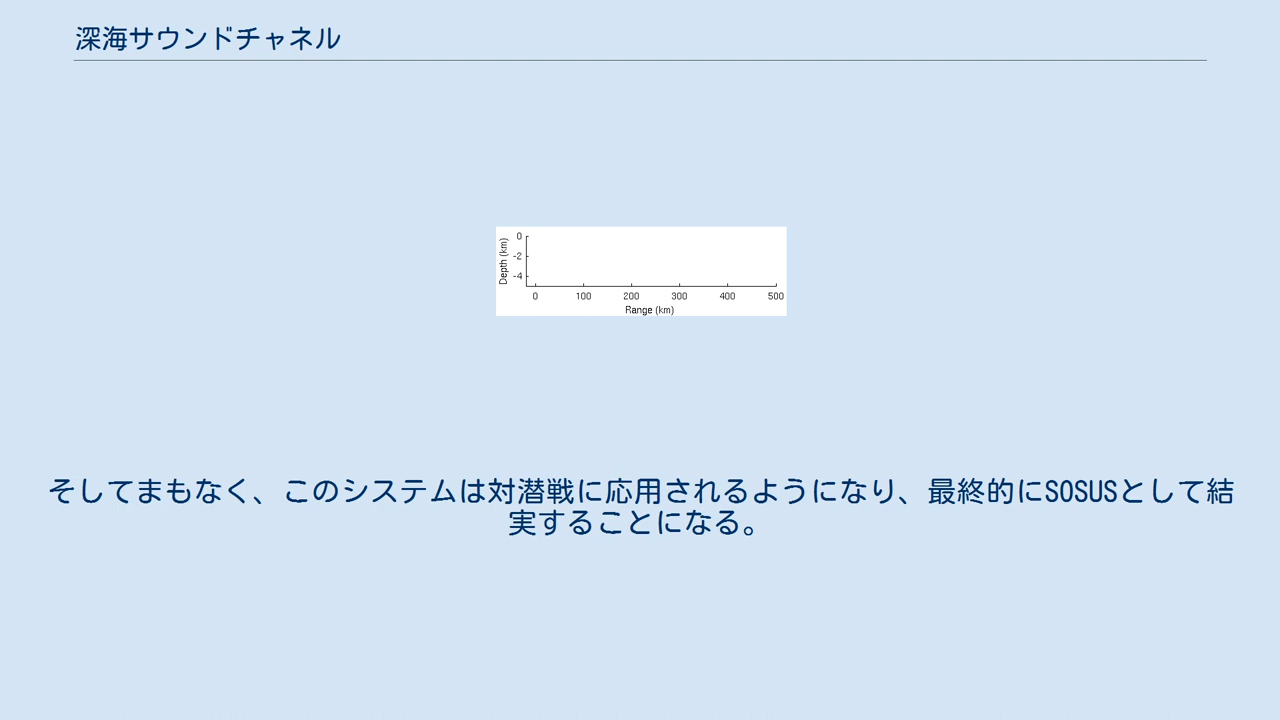 深海サウンドチャネル
0
-2
-4
Depth (km)
0 100 200 300 400 500
Range (km)
そしてまもなく、このシステムは対潜戦に応用されるようになり、最終的にSOSUSとして結
実することになる。